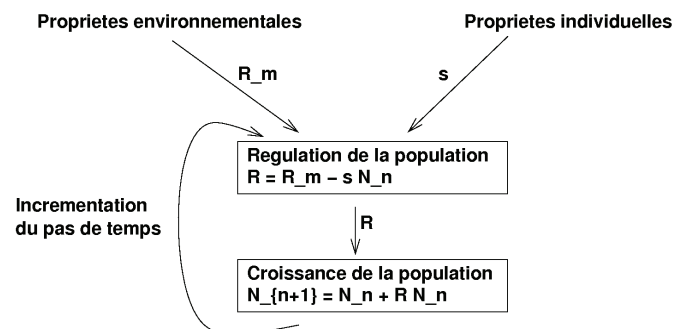 Proprietes environnementales
Proprietes individuelles
R_m
s
Regulation de la population
R = R_m − s N_n
Incrementation
du pas de temps
R
Croissance de la population
N_{n+1} = N_n + R N_n